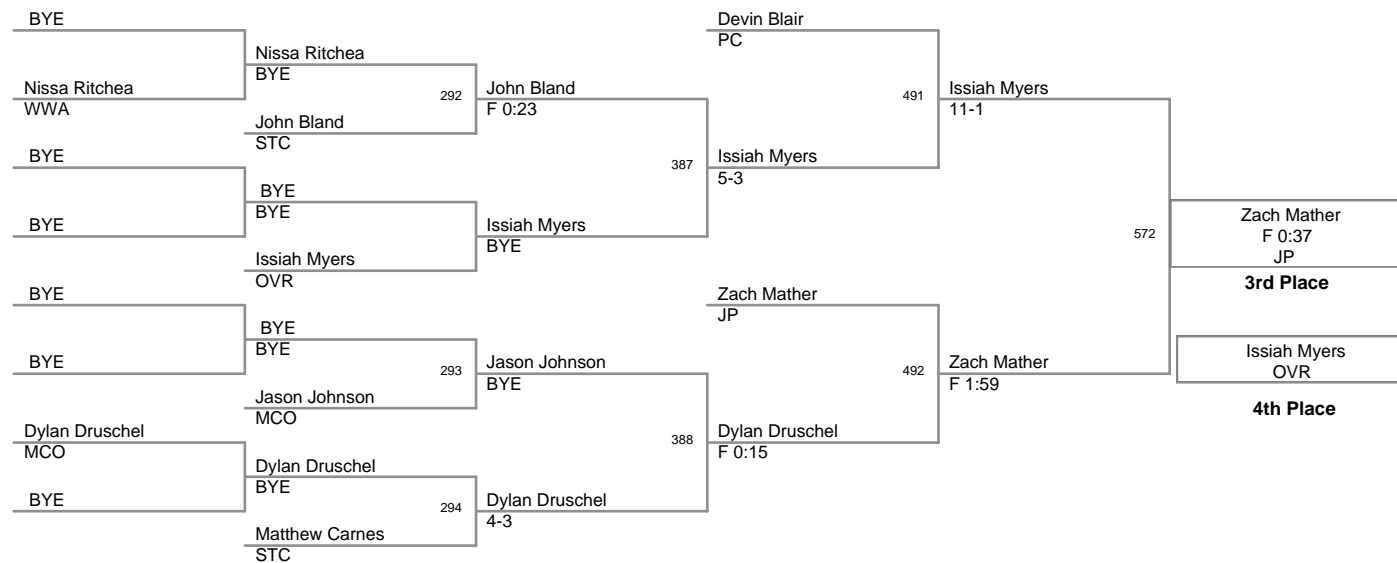 BYE
Nissa Ritchea
WWA
BYE
BYE
BYE
BYE
Dylan Druschel
MCO
BYE
Nissa Ritchea
BYE
292
John Bland
STC
BYE
BYE
Issiah Myers
OVR
BYE
BYE
293
Jason Johnson
MCO
Dylan Druschel
BYE
294
Matthew Carnes
STC
John Bland
F 0:23
387
Issiah Myers
BYE
Jason Johnson
BYE
388
Dylan Druschel
4-3
Devin Blair
PC
491
Issiah Myers
5-3
Zach Mather
JP
492
Dylan Druschel
F 0:15
Issiah Myers
11-1
572
Zach Mather
F 1:59
Zach Mather
F 0:37
JP
3rd Place
Issiah Myers
OVR
4th Place